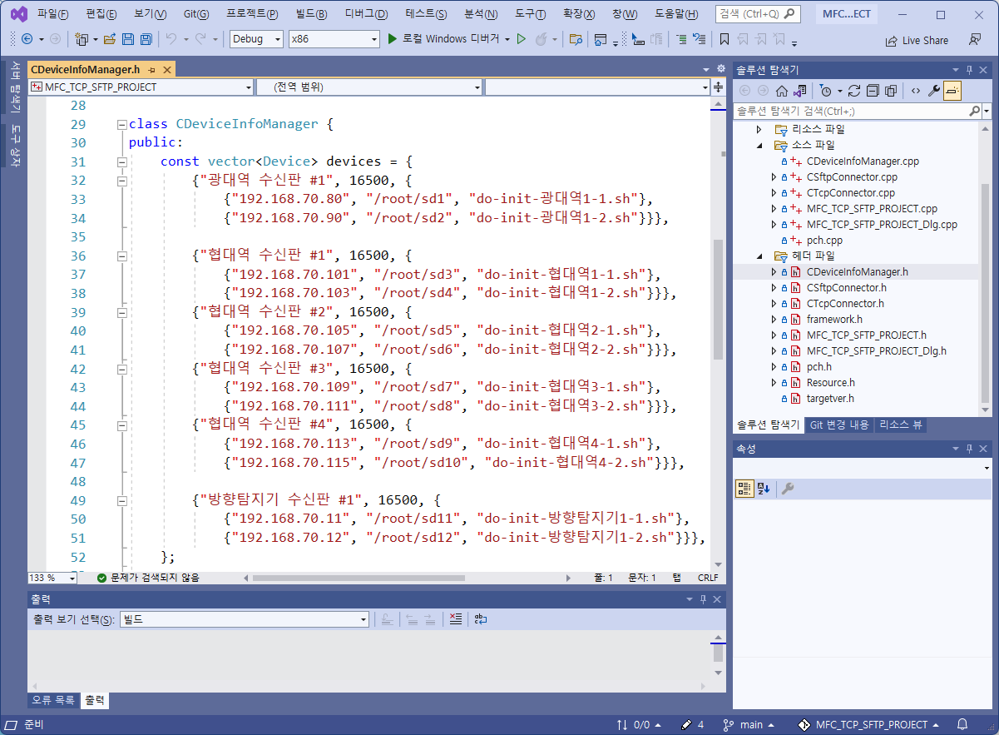 파일(F) 편집(E) 보기(V) Git(G) 프로젝트(P) 빌드(B) 디버그(D) 테스트(S) 분석(N) 도구(T) 확장(X) 창(W) 도움말(H) 검색 (Ctrl+Q) MFC...ECT
Debug x86 로컬 Windows 디버거 Live Share
서버 탐색기
도구 상자
CDeviceInfoManager.h
MFC_TCP_SFTP_PROJECT (전역 범위)
28
29 class CDeviceInfoManager {
30 public:
31 const vector<Device> devices = {
32 {"광대역 수신판 #1", 16500, {
33 {"192.168.70.80", "/root/sd1", "do-init-광대역1-1.sh"},
34 {"192.168.70.90", "/root/sd2", "do-init-광대역1-2.sh"}}},
35
36 {"협대역 수신판 #1", 16500, {
37 {"192.168.70.101", "/root/sd3", "do-init-협대역1-1.sh"},
38 {"192.168.70.103", "/root/sd4", "do-init-협대역1-2.sh"}}},
39 {"협대역 수신판 #2", 16500, {
40 {"192.168.70.105", "/root/sd5", "do-init-협대역2-1.sh"},
41 {"192.168.70.107", "/root/sd6", "do-init-협대역2-2.sh"}}},
42 {"협대역 수신판 #3", 16500, {
43 {"192.168.70.109", "/root/sd7", "do-init-협대역3-1.sh"},
44 {"192.168.70.111", "/root/sd8", "do-init-협대역3-2.sh"}}},
45 {"협대역 수신판 #4", 16500, {
46 {"192.168.70.113", "/root/sd9", "do-init-협대역4-1.sh"},
47 {"192.168.70.115", "/root/sd10", "do-init-협대역4-2.sh"}}},
48
49 {"방향탐지기 수신판 #1", 16500, {
50 {"192.168.70.11", "/root/sd11", "do-init-방향탐지기1-1.sh"},
51 {"192.168.70.12", "/root/sd12", "do-init-방향탐지기1-2.sh"}}},
52 };
133 % 문제가 검색되지 않음 줄: 1 문자: 1 탭 CRLF
출력
출력 보기 선택(S): 빌드
오류 목록 출력
솔루션 탐색기
솔루션 탐색기 검색(Ctrl+;)
리소스 파일
소스 파일
CDeviceInfoManager.cpp
CSftpConnector.cpp
CTcpConnector.cpp
MFC_TCP_SFTP_PROJECT.cpp
MFC_TCP_SFTP_PROJECT_Dlg.cpp
pch.cpp
헤더 파일
CDeviceInfoManager.h
CSftpConnector.h
CTcpConnector.h
framework.h
MFC_TCP_SFTP_PROJECT.h
MFC_TCP_SFTP_PROJECT_Dlg.h
pch.h
Resource.h
targetver.h
솔루션 탐색기 Git 변경 내용 리소스 뷰
속성
준비 0/0 4 main MFC_TCP_SFTP_PROJECT